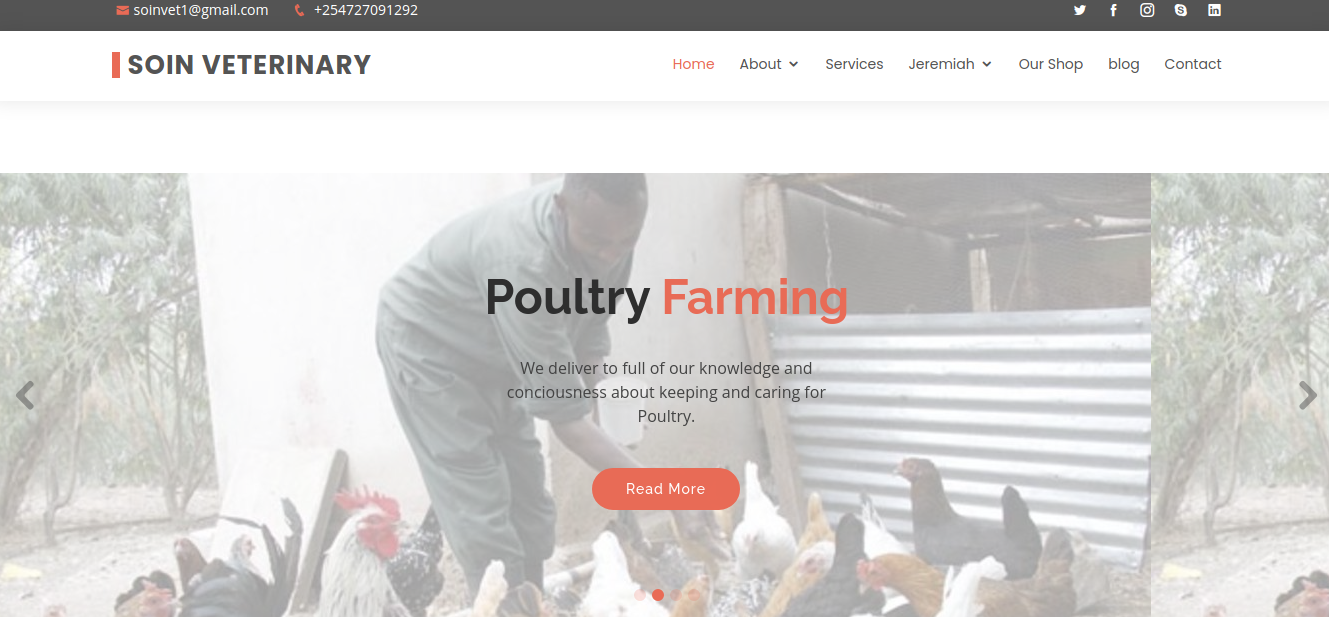 soinvet1@gmail.com +254727091292
SOIN VETERINARY
Home About Services Jeremiah Our Shop blog Contact
Poultry Farming
We deliver to full of our knowledge and
conciousness about keeping and caring for
Poultry.
Read More